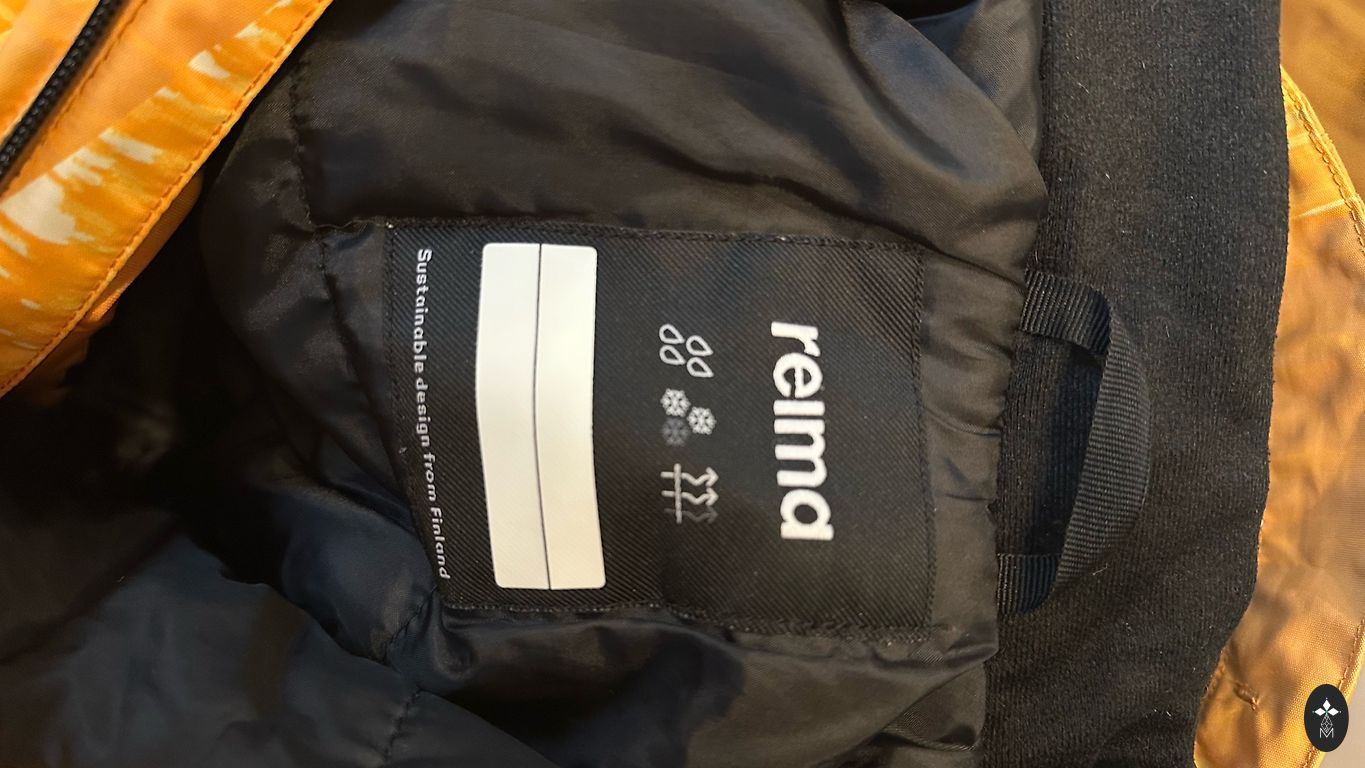 reima
Sustainable design from Finland
M